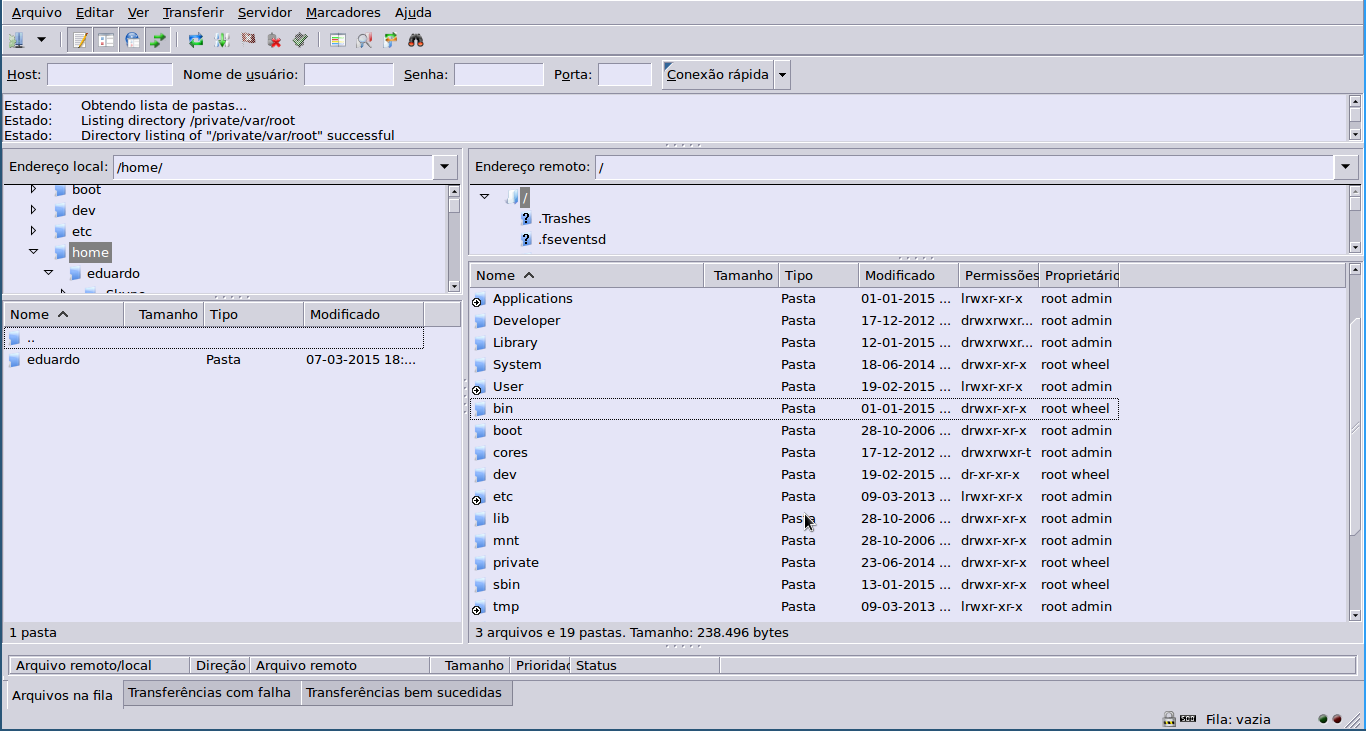 Arquivo Editar Ver Transferir Servidor Marcadores Ajuda
Host: Nome de usuário: Senha: Porta: Conexão rápida
Estado: Obtendo lista de pastas...
Estado: Listing directory /private/var/root
Estado: Directory listing of "/private/var/root" successful
Endereço local: /home/
boot
dev
etc
home
eduardo
Nome Tamanho Tipo Modificado
..
eduardo Pasta 07-03-2015 18:...
1 pasta
Endereço remoto: /
/
.Trashes
.fseventsd
Nome Tamanho Tipo Modificado Permissões Proprietáric
Applications Pasta 01-01-2015 ... lrwxr-xr-x root admin
Developer Pasta 17-12-2012 ... drwxrwxr... root admin
Library Pasta 12-01-2015 ... drwxrwxr... root admin
System Pasta 18-06-2014 ... drwxr-xr-x root wheel
User Pasta 19-02-2015 ... lrwxr-xr-x root admin
bin Pasta 01-01-2015 ... drwxr-xr-x root wheel
boot Pasta 28-10-2006 ... drwxr-xr-x root admin
cores Pasta 17-12-2012 ... drwxrwxr-t root admin
dev Pasta 19-02-2015 ... dr-xr-xr-x root wheel
etc Pasta 09-03-2013 ... lrwxr-xr-x root admin
lib Pasta 28-10-2006 ... drwxr-xr-x root admin
mnt Pasta 28-10-2006 ... drwxr-xr-x root admin
private Pasta 23-06-2014 ... drwxr-xr-x root wheel
sbin Pasta 13-01-2015 ... drwxr-xr-x root wheel
tmp Pasta 09-03-2013 ... lrwxr-xr-x root admin
3 arquivos e 19 pastas. Tamanho: 238.496 bytes
Arquivo remoto/local Direção Arquivo remoto Tamanho Prioridac Status
Arquivos na fila Transferências com falha Transferências bem sucedidas
Fila: vazia